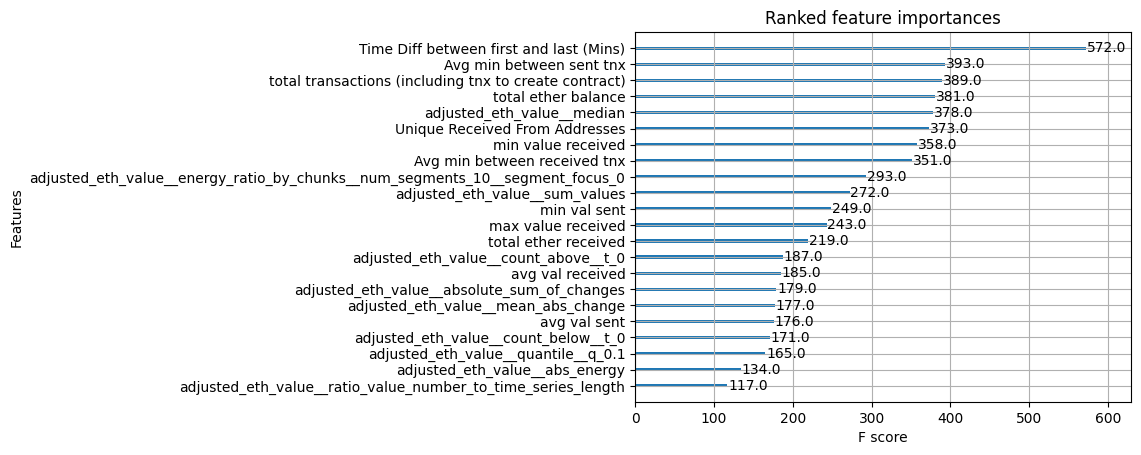 Ranked feature importances
Time Diff between first and last (Mins) 572.0
Avg min between sent tnx 393.0
total transactions (including tnx to create contract) 389.0
total ether balance 381.0
adjusted_eth_value__median 378.0
Unique Received From Addresses 373.0
min value received 358.0
Avg min between received tnx 351.0
adjusted_eth_value__energy_ratio_by_chunks__num_segments_10__segment_focus_0 293.0
adjusted_eth_value__sum_values 272.0
min val sent 249.0
max value received 243.0
total ether received 219.0
adjusted_eth_value__count_above__t_0 187.0
avg val received 185.0
adjusted_eth_value__absolute_sum_of_changes 179.0
adjusted_eth_value__mean_abs_change 177.0
avg val sent 176.0
adjusted_eth_value__count_below__t_0 171.0
adjusted_eth_value__quantile__q_0.1 165.0
adjusted_eth_value__abs_energy 134.0
adjusted_eth_value__ratio_value_number_to_time_series_length 117.0
Features
0 100 200 300 400 500 600
F score